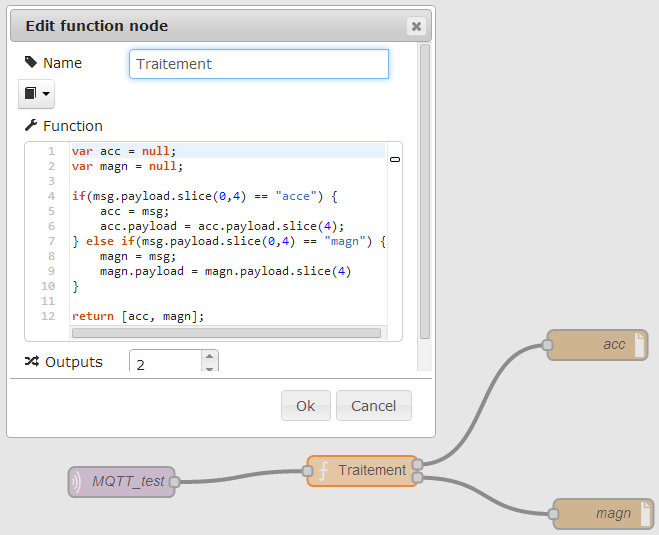 Edit function node
Name
Traitement
Function
1 var acc = null;
2 var magn = null;
3
4 if(msg.payload.slice(0,4) == "acce") {
5     acc = msg;
6     acc.payload = acc.payload.slice(4);
7 } else if(msg.payload.slice(0,4) == "magn") {
8     magn = msg;
9     magn.payload = magn.payload.slice(4)
10 }
11
12 return [acc, magn];
Outputs
2
Ok
Cancel
acc
MQTT_test
Traitement
magn